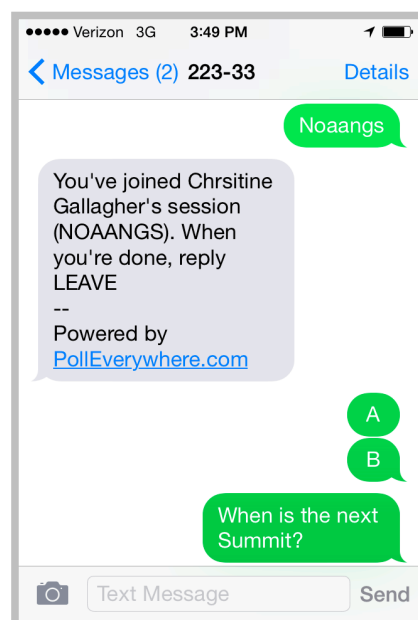 Verizon 3G 3:49 PM
Messages (2) 223-33 Details
Noaangs
You've joined Chrsitine
Gallagher's session
(NOAANGS). When
you're done, reply
LEAVE
--
Powered by
PollEverywhere.com
A
B
When is the next
Summit?
Text Message Send